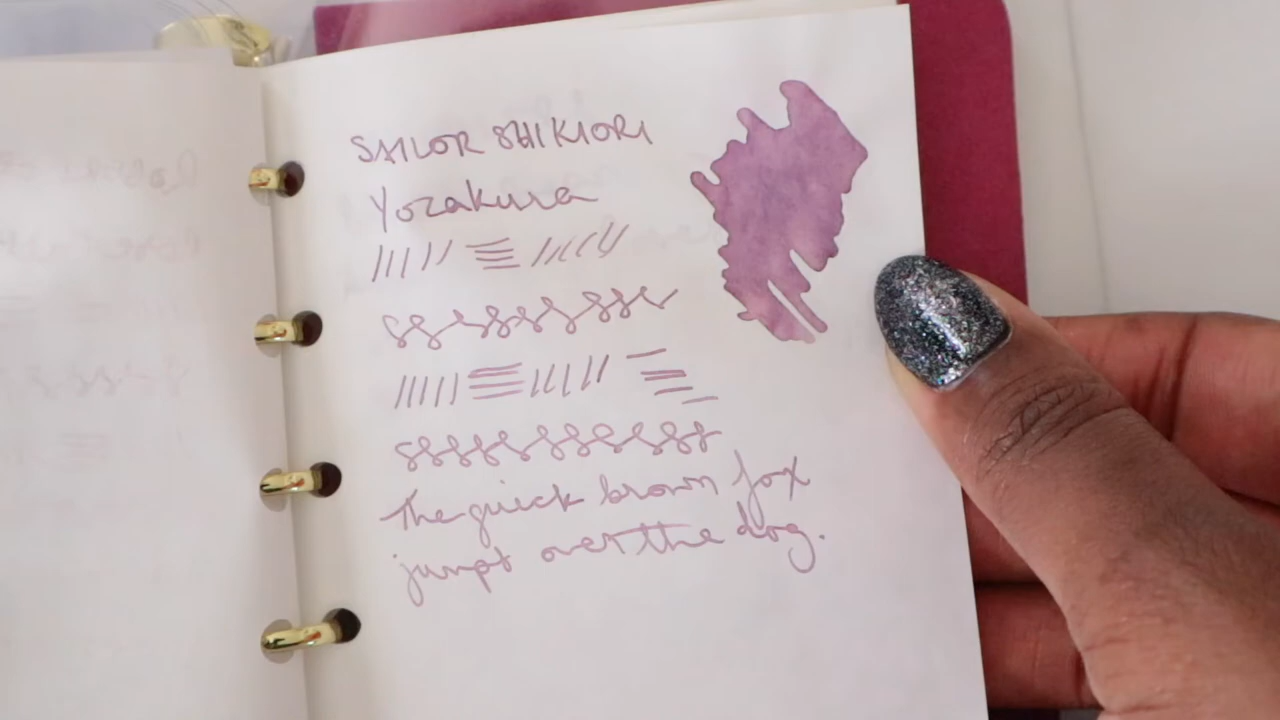 SAILOR SHIKIORI
Yozakura
the quick brown fox
jumps over the dog.